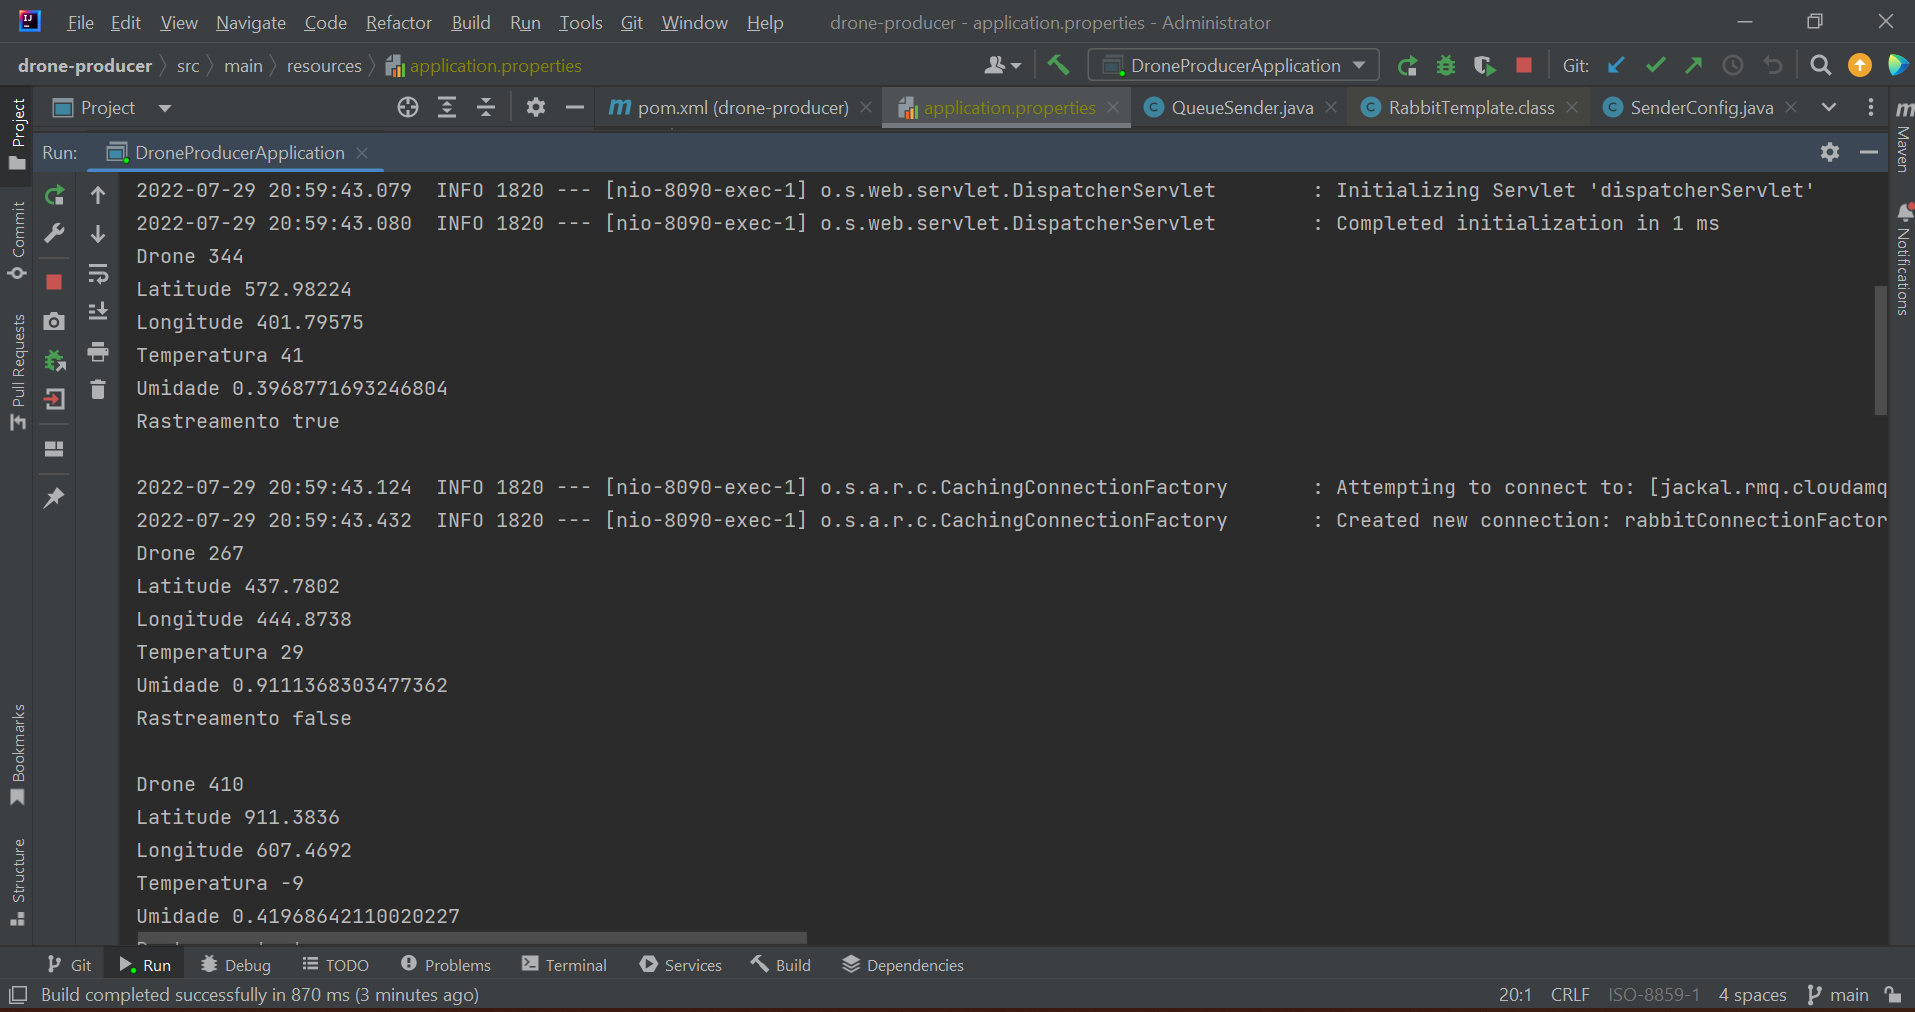 File Edit View Navigate Code Refactor Build Run Tools Git Window Help drone-producer - application.properties - Administrator
drone-producer src main resources application.properties DroneProducerApplication Git:
Project pom.xml (drone-producer) application.properties QueueSender.java RabbitTemplate.class SenderConfig.java
Run: DroneProducerApplication
2022-07-29 20:59:43.079 INFO 1820 --- [nio-8090-exec-1] o.s.web.servlet.DispatcherServlet : Initializing Servlet 'dispatcherServlet'
2022-07-29 20:59:43.080 INFO 1820 --- [nio-8090-exec-1] o.s.web.servlet.DispatcherServlet : Completed initialization in 1 ms
Drone 344
Latitude 572.98224
Longitude 401.79575
Temperatura 41
Umidade 0.3968771693246804
Rastreamento true
2022-07-29 20:59:43.124 INFO 1820 --- [nio-8090-exec-1] o.s.a.r.c.CachingConnectionFactory : Attempting to connect to: [jackal.rmq.cloudamq
2022-07-29 20:59:43.432 INFO 1820 --- [nio-8090-exec-1] o.s.a.r.c.CachingConnectionFactory : Created new connection: rabbitConnectionFactor
Drone 267
Latitude 437.7802
Longitude 444.8738
Temperatura 29
Umidade 0.9111368303477362
Rastreamento false
Drone 410
Latitude 911.3836
Longitude 607.4692
Temperatura -9
Umidade 0.41968642110020227
Project
Commit
Pull Requests
Bookmarks
Structure
Maven
Notifications
Git Run Debug TODO Problems Terminal Services Build Dependencies
Build completed successfully in 870 ms (3 minutes ago) 20:1 CRLF ISO-8859-1 4 spaces main